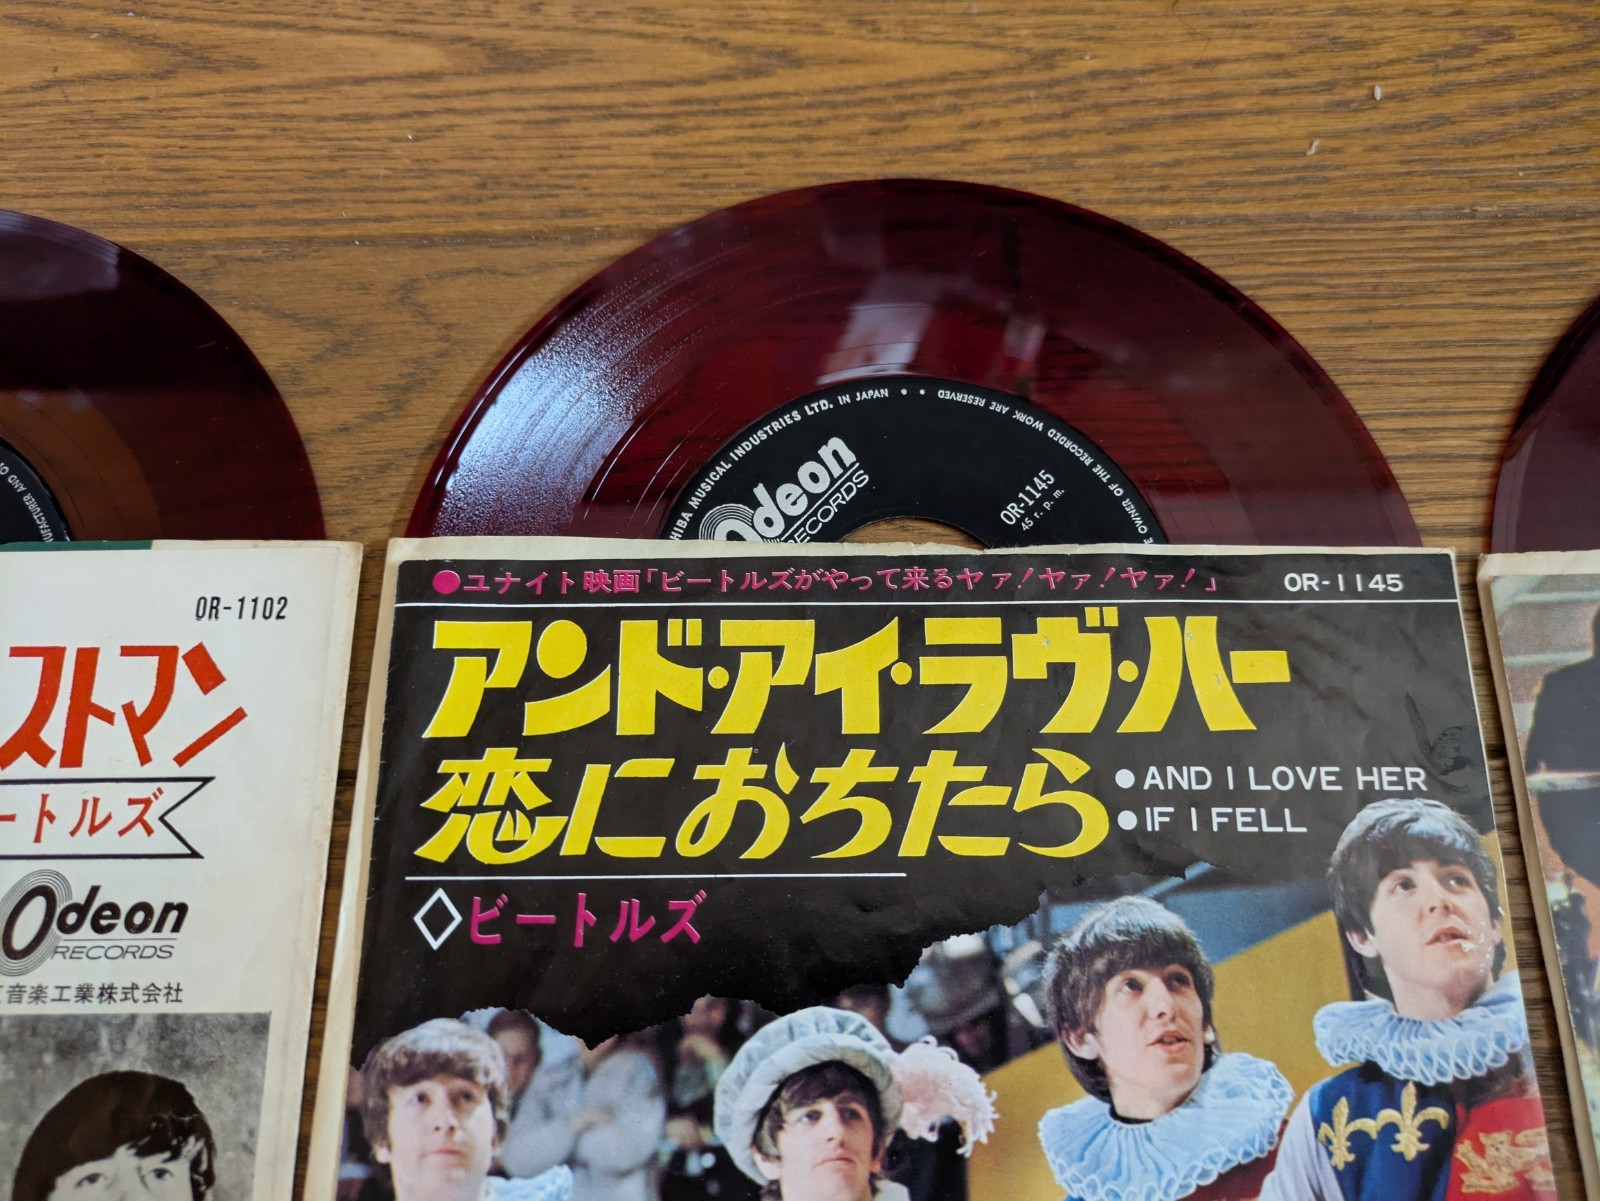 UFACTURER AND O
HIBA MUSICAL INDUSTRIES LTD. IN JAPAN
OWNER OF THE RECORDED WORK ARE RESERVED
Odeon
RECORDS
OR-1145
45 r.p.m.
OR-1102
ストマン
ートルズ
Odeon
RECORDS
音楽工業株式会社
●ユナイト映画「ビートルズがやって来るヤァ!ヤァ!ヤァ!」
OR-1145
アンド・アイ・ラヴ・ハー
恋におちたら
●AND I LOVE HER
●IF I FELL
◇ビートルズ